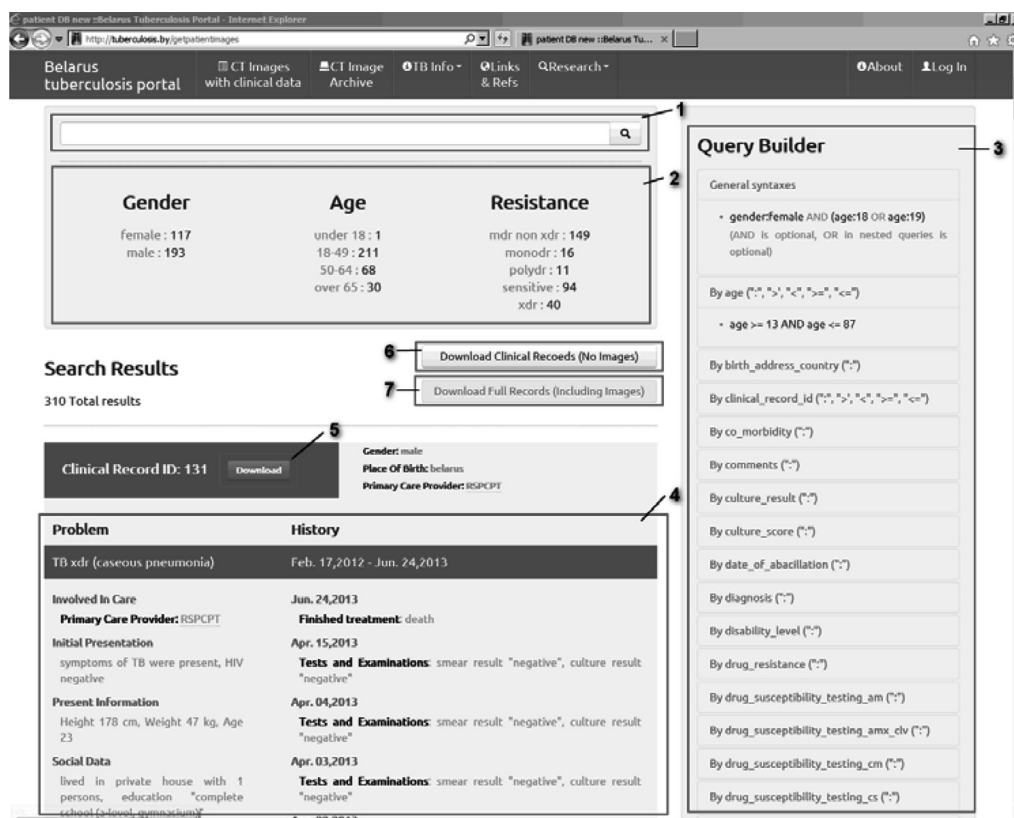 patient DB new ::Belarus Tuberculosis Portal - Internet Explorer
http://tuberculosis.by/getpatientimages
patient DB new ::Belarus Tu...
Belarus tuberculosis portal
CT Images with clinical data
CT Image Archive
TB Info
Links & Refs
Research
About
Log In
1
2
Gender
female : 117
male : 193
Age
under 18 : 1
18-49 : 211
50-64 : 68
over 65 : 30
Resistance
mdr non xdr : 149
monodr : 16
polydr : 11
sensitive : 94
xdr : 40
Search Results
310 Total results
6
Download Clinical Recoeds (No Images)
7
Download Full Records (Including Images)
5
Clinical Record ID: 131
Download
Gender: male
Place Of Birth: belarus
Primary Care Provider: RSPCPT
4
Problem
History
TB xdr (caseous pneumonia)
Feb. 17,2012 - Jun. 24,2013
Involved In Care
Primary Care Provider: RSPCPT
Initial Presentation
symptoms of TB were present, HIV
negative
Present Information
Height 178 cm, Weight 47 kg, Age
23
Social Data
lived in private house with 1
persons, education "complete
school (a-level, gymnasium)"
Jun. 24,2013
Finished treatment: death
Apr. 15,2013
Tests and Examinations: smear result "negative", culture result
"negative"
Apr. 04,2013
Tests and Examinations: smear result "negative", culture result
"negative"
Apr. 03,2013
Tests and Examinations: smear result "negative", culture result
"negative"
3
Query Builder
General syntaxes
gender:female AND (age:18 OR age:19)
(AND is optional, OR in nested queries is
optional)
By age (":", ">", "<", ">=", "<=")
age >= 13 AND age <= 87
By birth_address_country (":")
By clinical_record_id (":", ">", "<", ">=", "<=")
By co_morbidity (":")
By comments (":")
By culture_result (":")
By culture_score (":")
By date_of_abacillation (":")
By diagnosis (":")
By disability_level (":")
By drug_resistance (":")
By drug_susceptibility_testing_am (":")
By drug_susceptibility_testing_amx_clv (":")
By drug_susceptibility_testing_cm (":")
By drug_susceptibility_testing_cs (":")